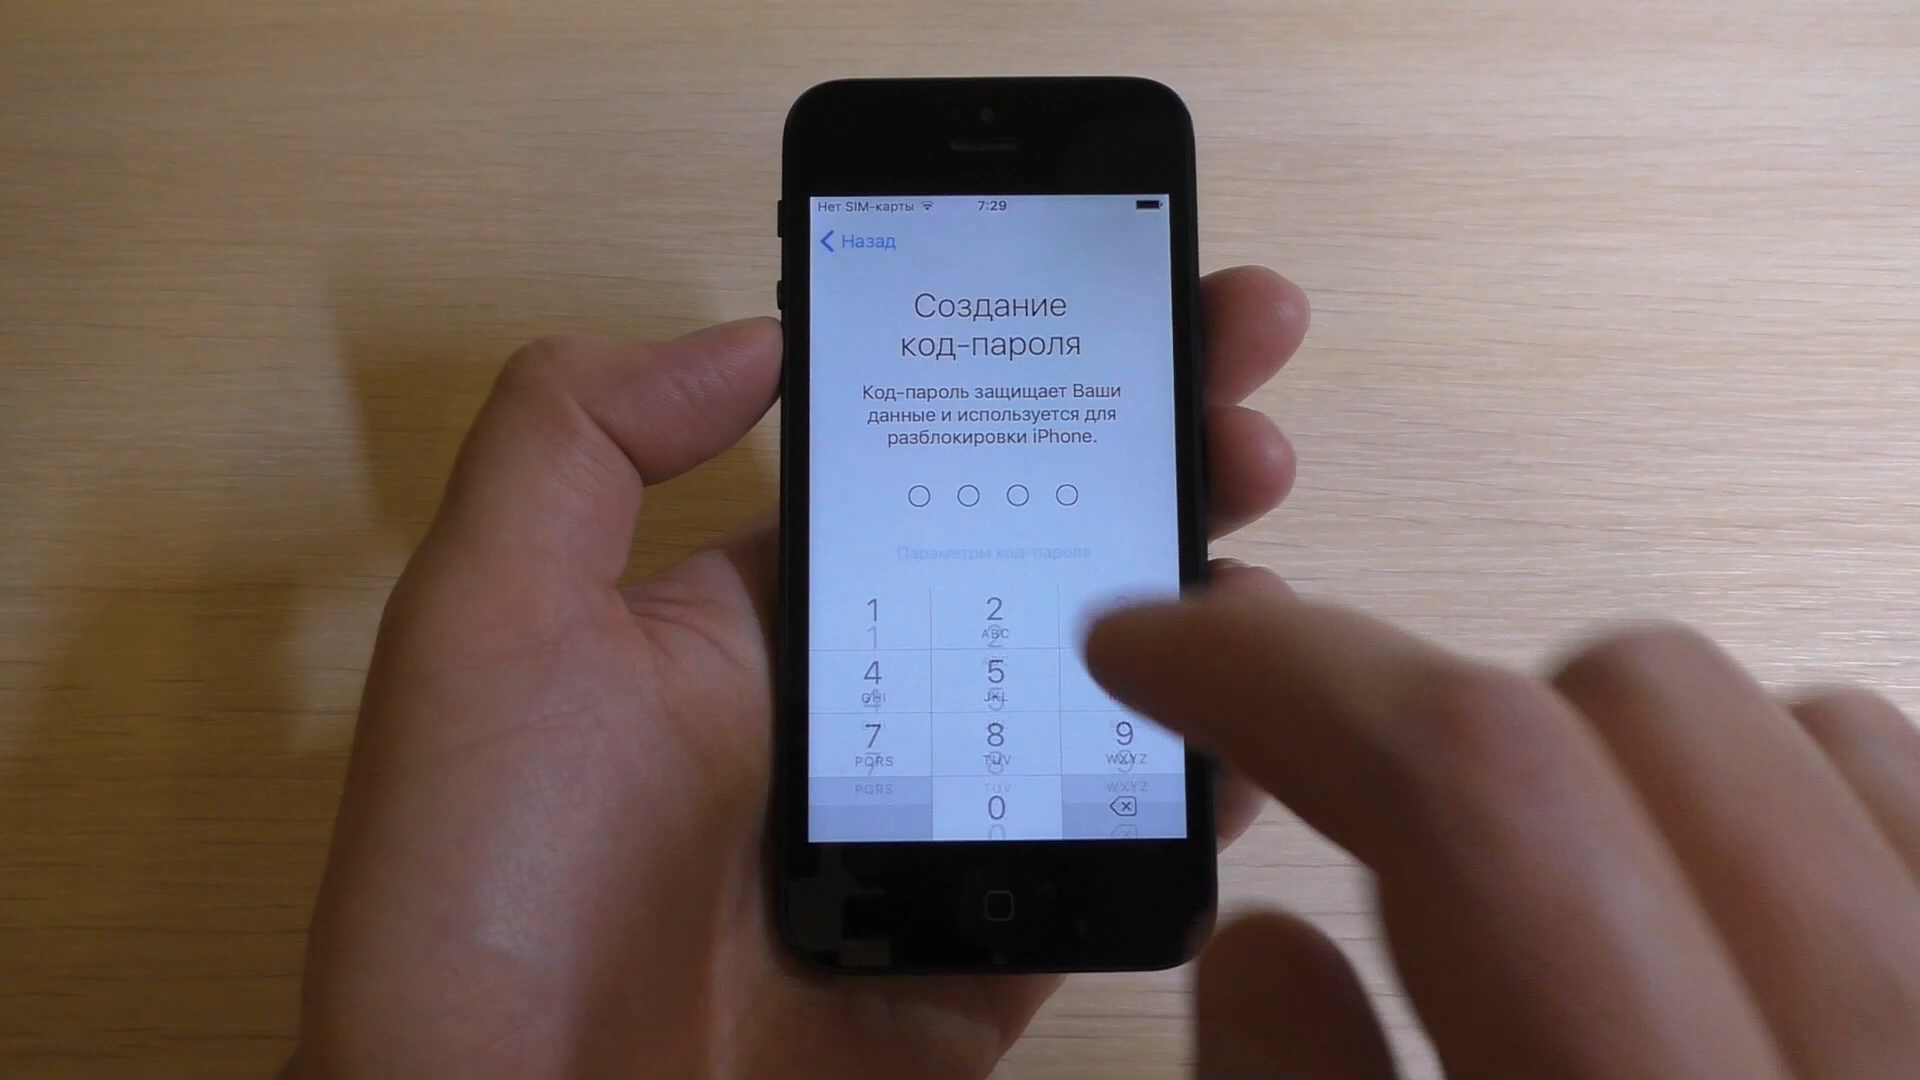 Нет SIM-карты 7:29
Назад
Создание
код-пароля
Код-пароль защищает Ваши
данные и используется для
разблокировки iPhone.
Параметры код-пароля
1 2
ABC
4 5
GHI JKL
7 8 9
PQRS TUV WXYZ
0